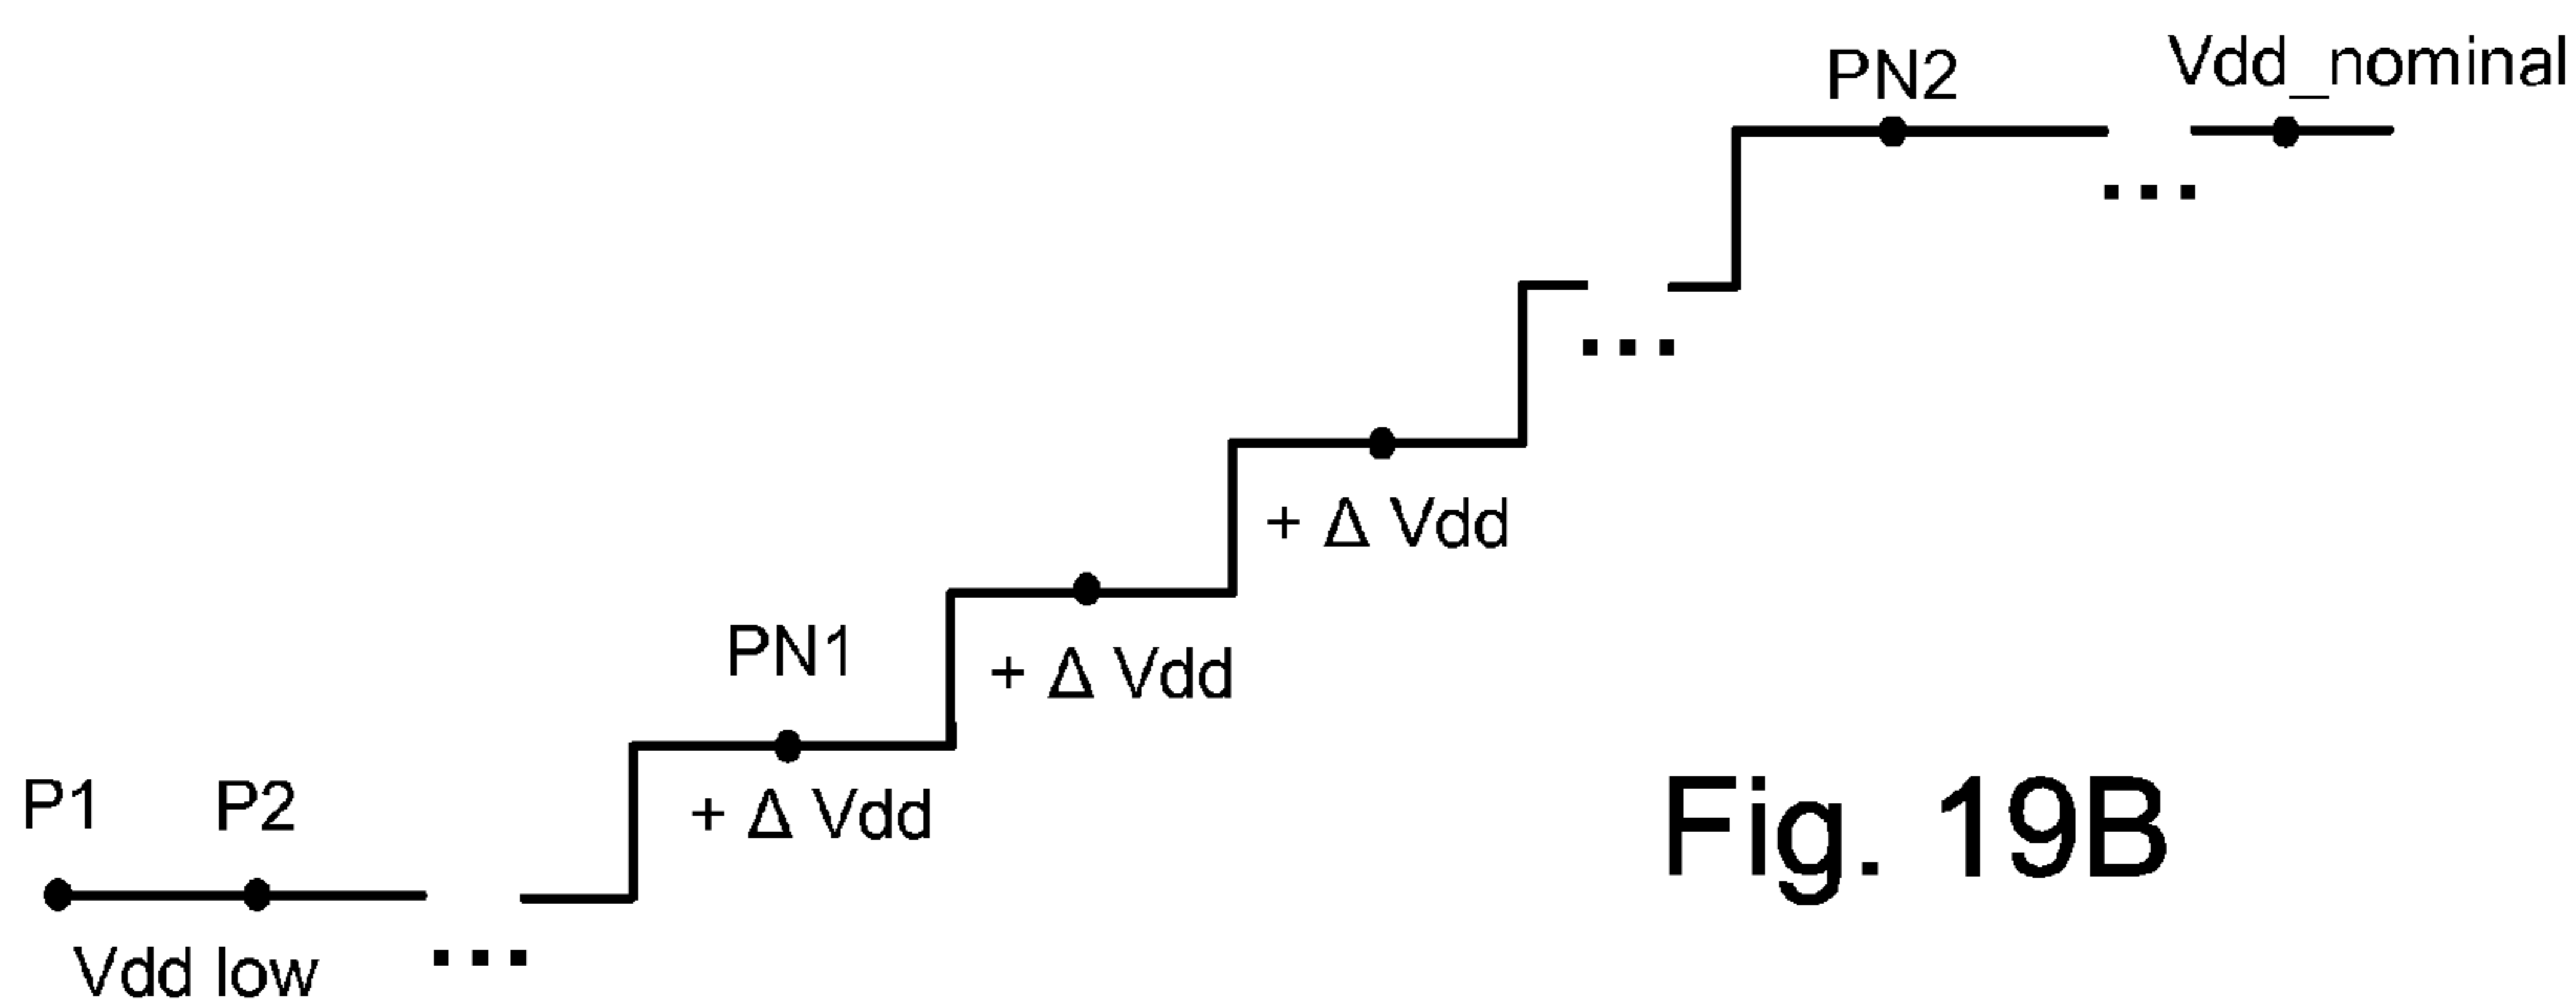 PN2
Vdd_nominal
...
...
+ Δ Vdd
PN1
+ Δ Vdd
P1
P2
+ Δ Vdd
Fig. 19B
Vdd low
...